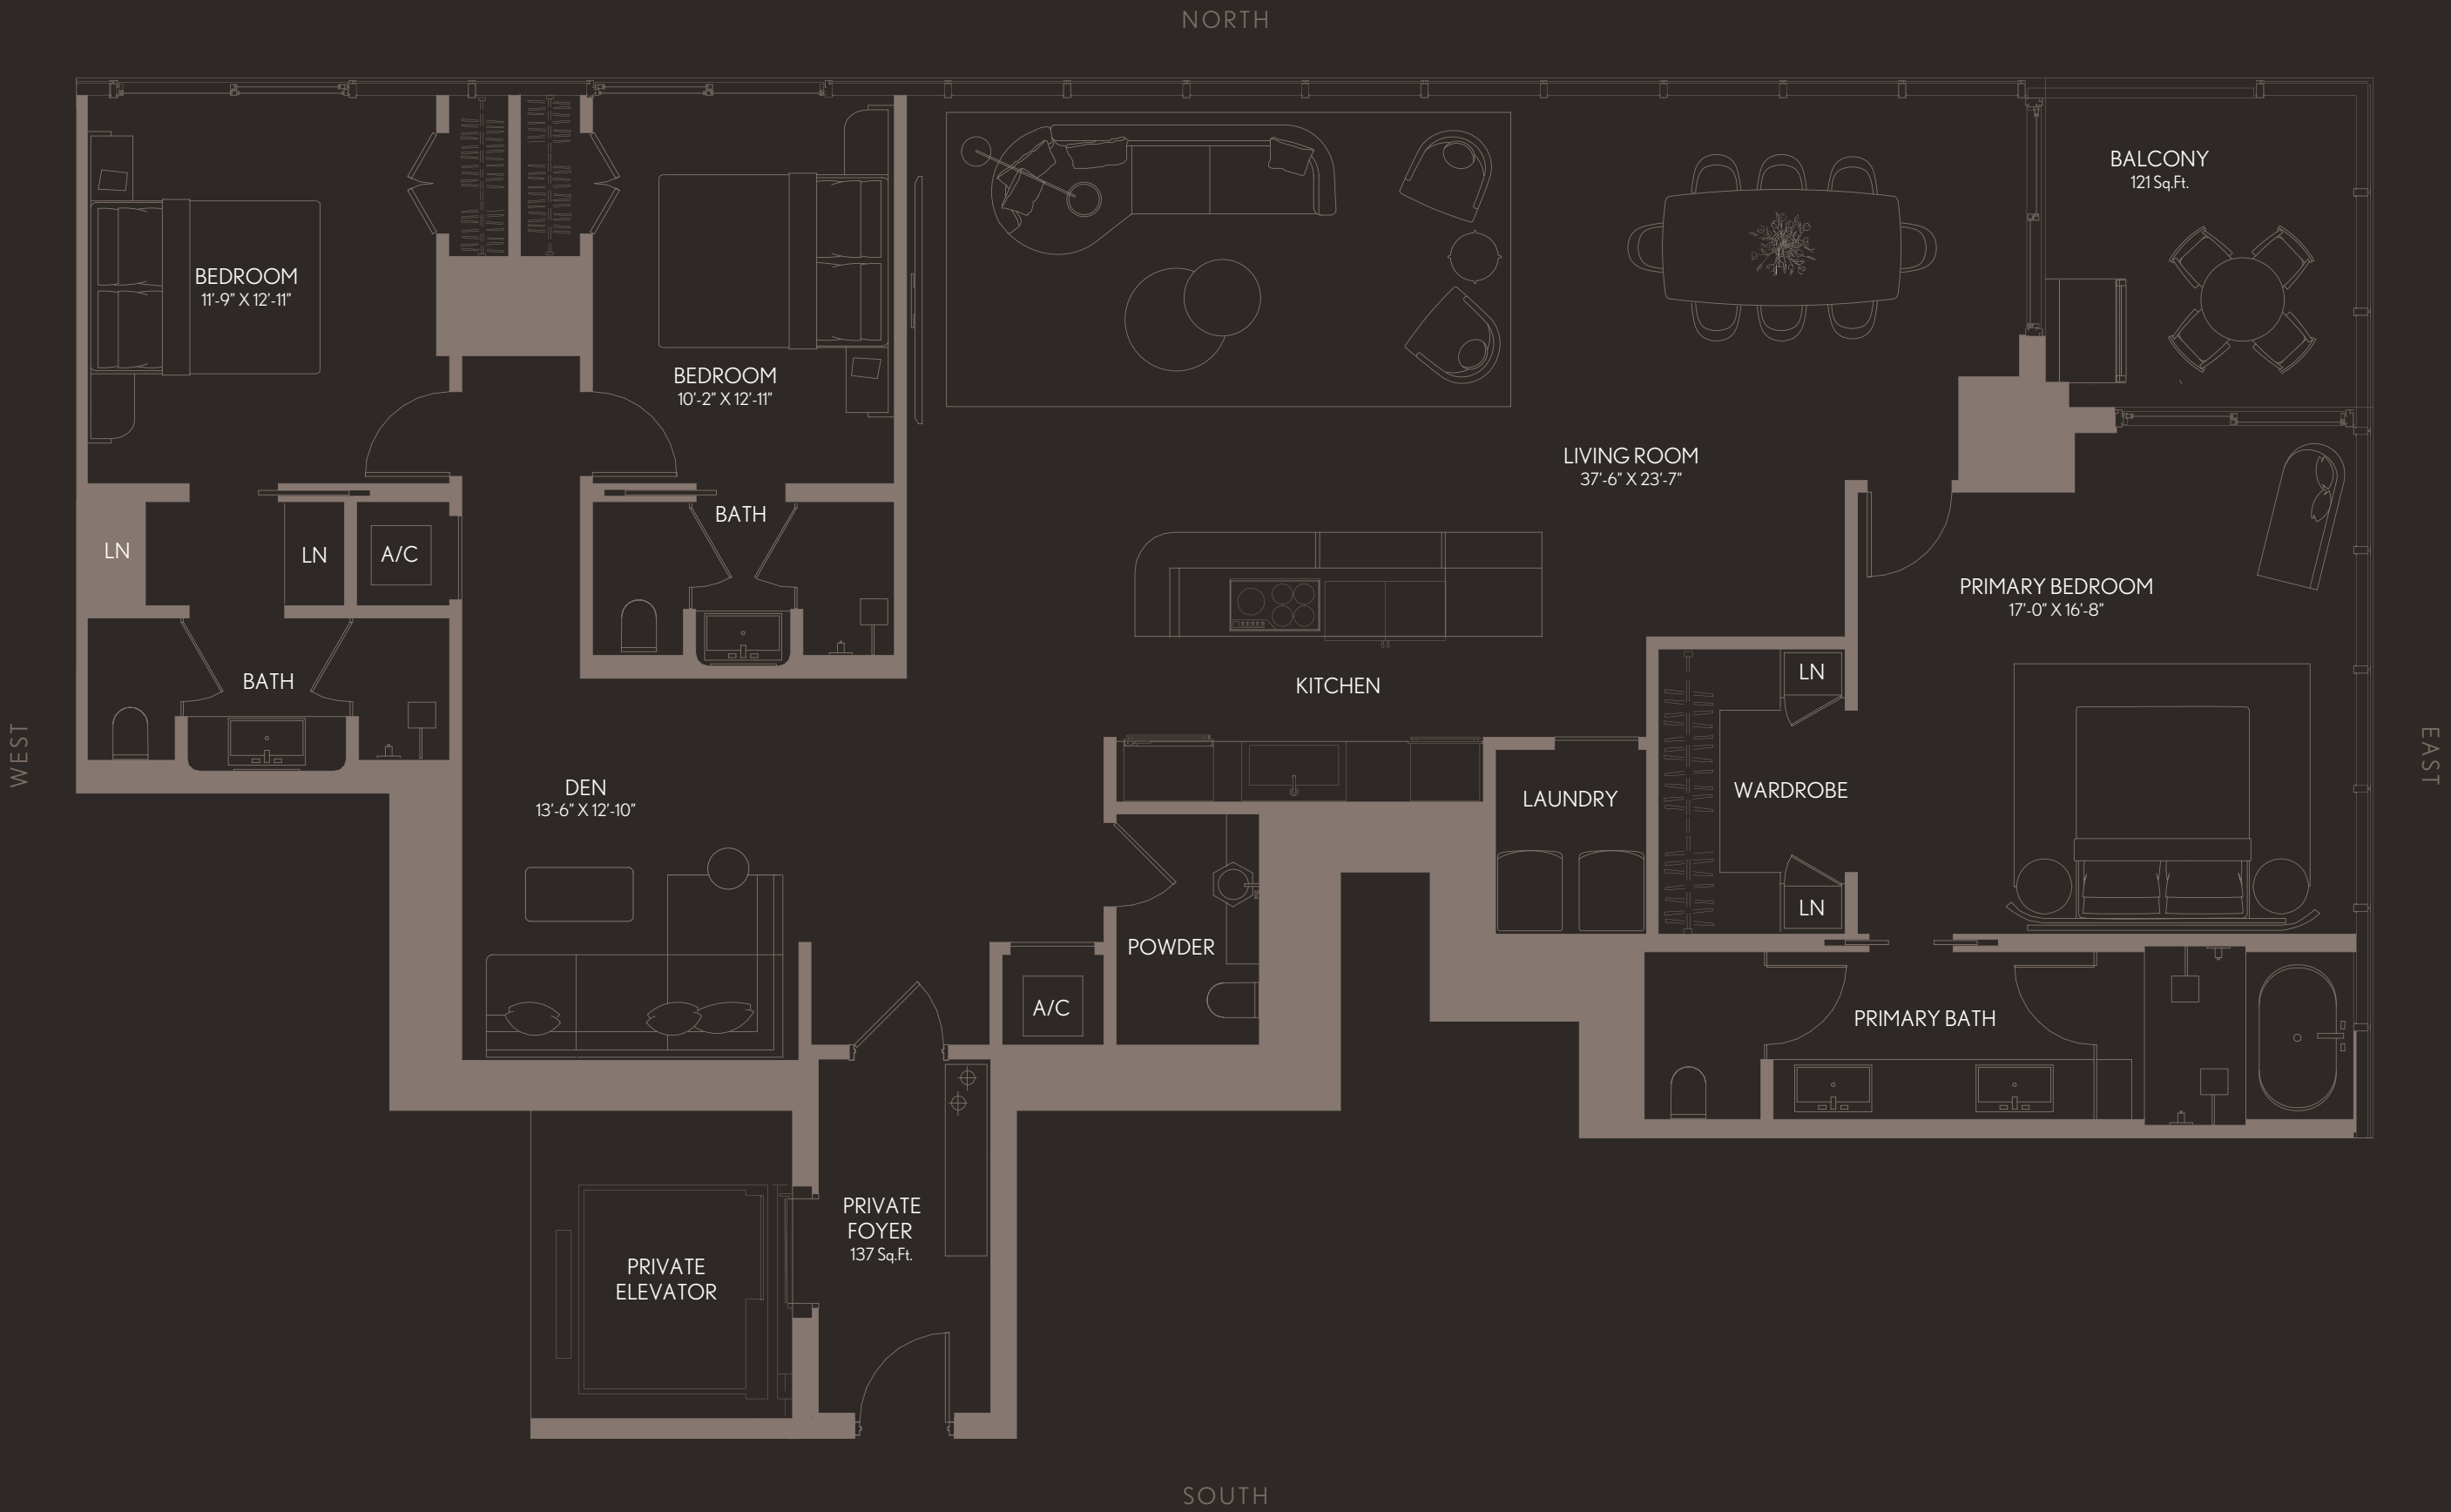 NORTH
BALCONY
121 Sq.Ft.
BEDROOM
11'-9" X 12'-11"
BEDROOM
10'-2" X 12'-11"
LIVING ROOM
37'-6" X 23'-7"
BATH
LN
LN
A/C
PRIMARY BEDROOM
17'-0" X 16'-8"
LN
BATH
KITCHEN
WEST
EAST
DEN
13'-6" X 12'-10"
LAUNDRY
WARDROBE
LN
POWDER
A/C
PRIMARY BATH
PRIVATE
FOYER
137 Sq.Ft.
PRIVATE
ELEVATOR
SOUTH